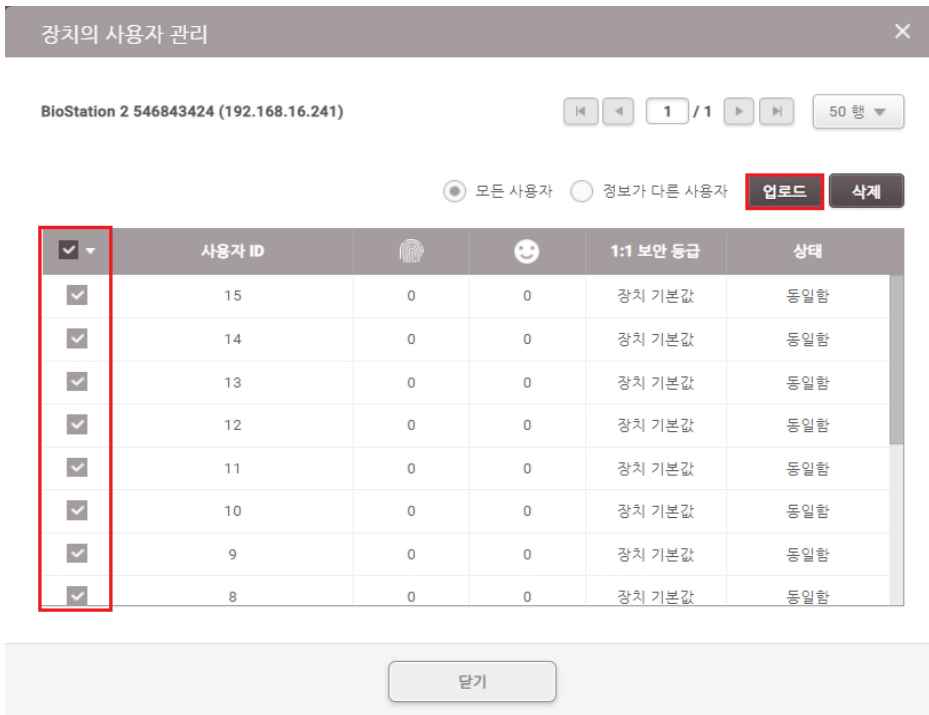 장치의 사용자 관리
BioStation 2 546843424 (192.168.16.241)
1 / 1
50 행
모든 사용자 정보가 다른 사용자 업로드 삭제
사용자 ID 1:1 보안 등급 상태
15 0 0 장치 기본값 동일함
14 0 0 장치 기본값 동일함
13 0 0 장치 기본값 동일함
12 0 0 장치 기본값 동일함
11 0 0 장치 기본값 동일함
10 0 0 장치 기본값 동일함
9 0 0 장치 기본값 동일함
8 0 0 장치 기본값 동일함
닫기